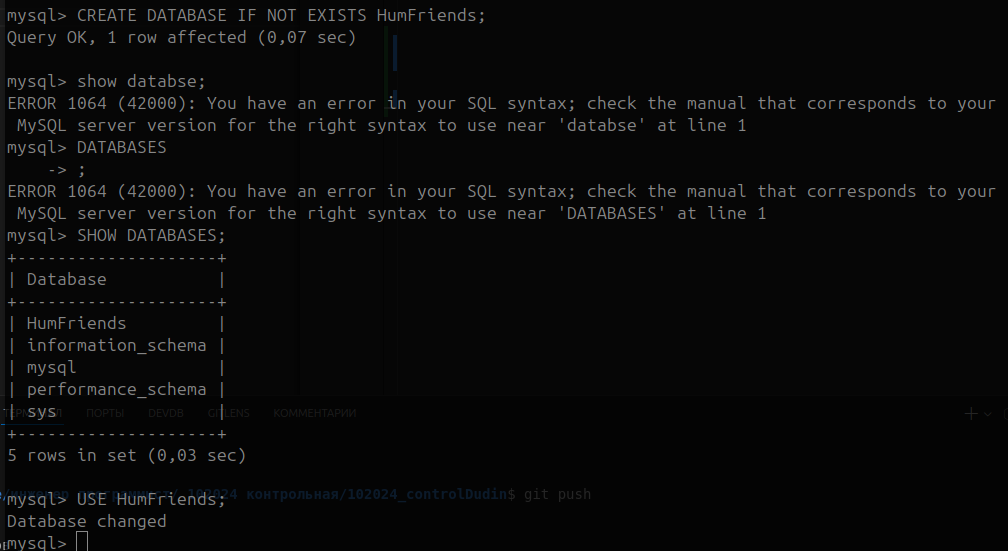 mysql> CREATE DATABASE IF NOT EXISTS HumFriends;
Query OK, 1 row affected (0,07 sec)
mysql> show databse;
ERROR 1064 (42000): You have an error in your SQL syntax; check the manual that corresponds to your
MySQL server version for the right syntax to use near 'databse' at line 1
mysql> DATABASES
-> ;
ERROR 1064 (42000): You have an error in your SQL syntax; check the manual that corresponds to your
MySQL server version for the right syntax to use near 'DATABASES' at line 1
mysql> SHOW DATABASES;
+--------------------+
| Database           |
+--------------------+
| HumFriends         |
| information_schema |
| mysql              |
| performance_schema |
| sys                |
ТЕРМИНАЛ ПОРТЫ DEVDB GITLENS КОММЕНТАРИИ
+--------------------+
5 rows in set (0,03 sec)
102024 контрольная/102024_controlDudin$ git push
mysql> USE HumFriends;
Database changed
mysql>